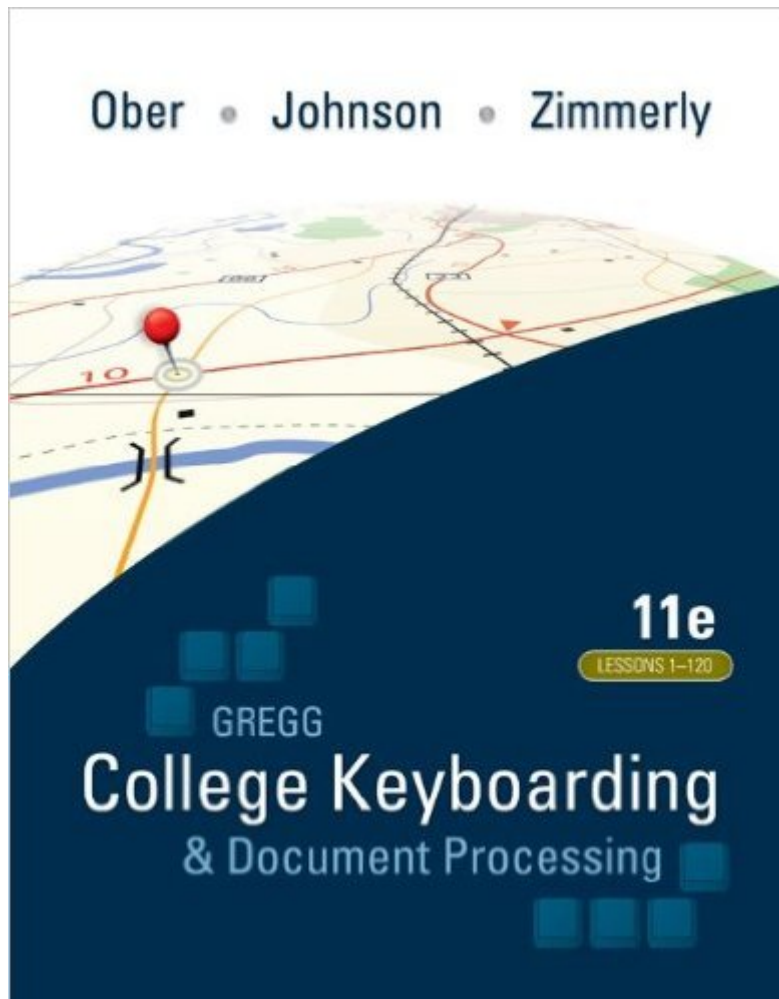 Ober • Johnson • Zimmerly
10
11e
LESSONS 1–120
GREGG
College Keyboarding
& Document Processing